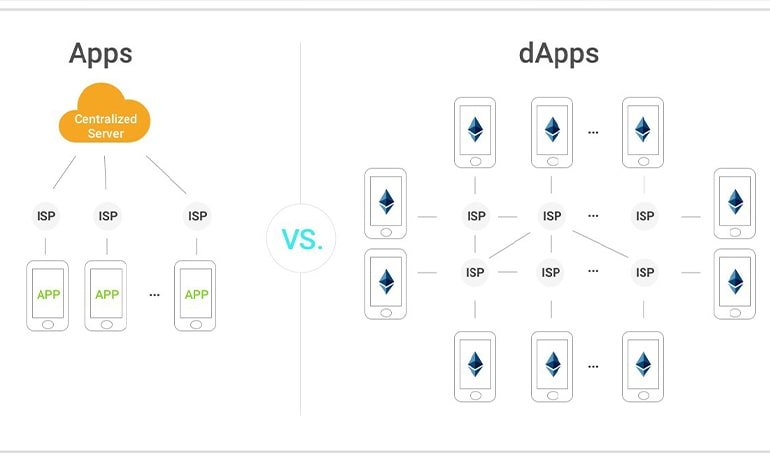 Apps
Centralized
Server
ISP ISP ISP
APP APP ... APP
VS.
dApps
...
ISP ISP ... ISP
ISP ISP ... ISP
...